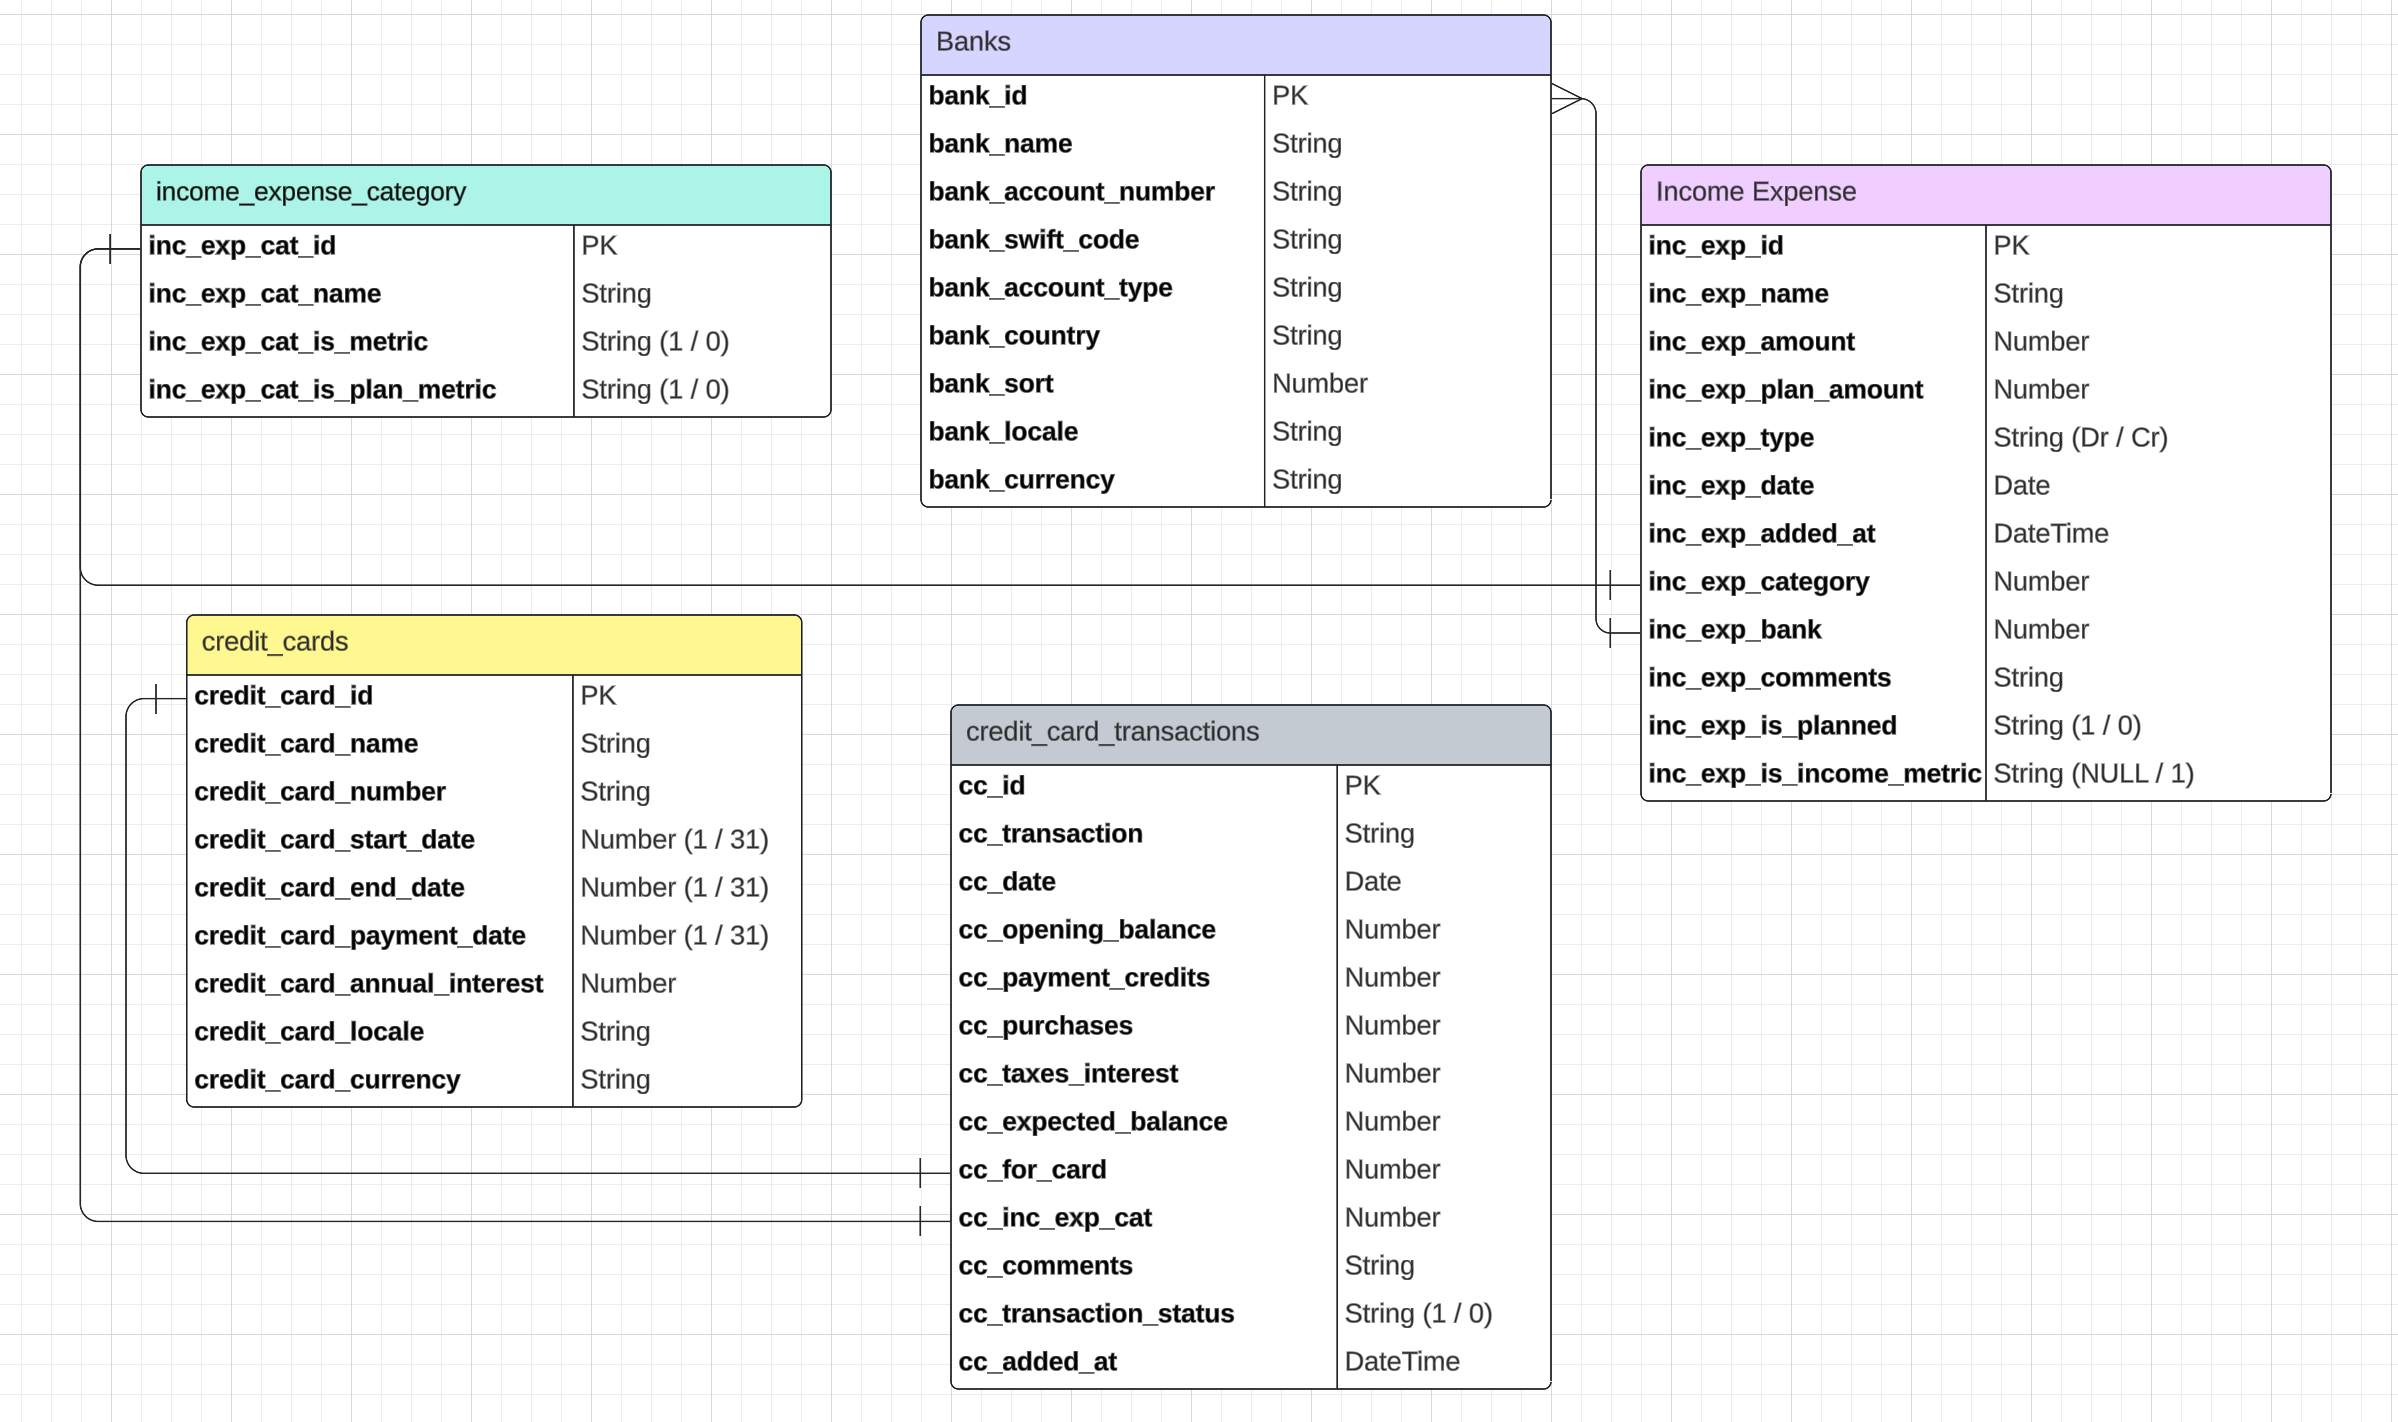 Banks
bank_id PK
bank_name String
bank_account_number String
bank_swift_code String
bank_account_type String
bank_country String
bank_sort Number
bank_locale String
bank_currency String
income_expense_category
inc_exp_cat_id PK
inc_exp_cat_name String
inc_exp_cat_is_metric String (1 / 0)
inc_exp_cat_is_plan_metric String (1 / 0)
Income Expense
inc_exp_id PK
inc_exp_name String
inc_exp_amount Number
inc_exp_plan_amount Number
inc_exp_type String (Dr / Cr)
inc_exp_date Date
inc_exp_added_at DateTime
inc_exp_category Number
inc_exp_bank Number
inc_exp_comments String
inc_exp_is_planned String (1 / 0)
inc_exp_is_income_metric String (NULL / 1)
credit_cards
credit_card_id PK
credit_card_name String
credit_card_number String
credit_card_start_date Number (1 / 31)
credit_card_end_date Number (1 / 31)
credit_card_payment_date Number (1 / 31)
credit_card_annual_interest Number
credit_card_locale String
credit_card_currency String
credit_card_transactions
cc_id PK
cc_transaction String
cc_date Date
cc_opening_balance Number
cc_payment_credits Number
cc_purchases Number
cc_taxes_interest Number
cc_expected_balance Number
cc_for_card Number
cc_inc_exp_cat Number
cc_comments String
cc_transaction_status String (1 / 0)
cc_added_at DateTime